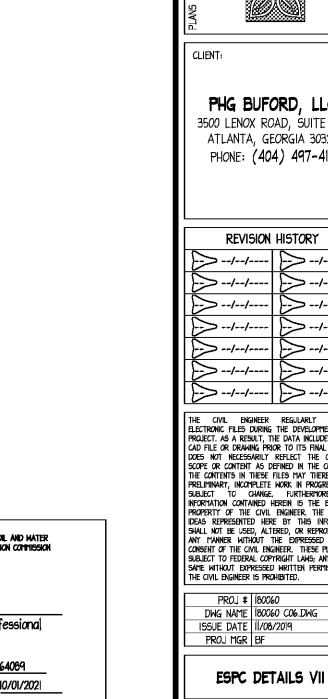 PLANS
CLIENT:
PHG BUFORD, LL
3500 LENOX ROAD, SUITE
ATLANTA, GEORGIA 303
PHONE: (404) 497-41
REVISION HISTORY
--/--/---- --/-
--/--/---- --/-
--/--/---- --/-
--/--/---- --/-
--/--/---- --/-
--/--/---- --/-
--/--/---- --/-
THE CIVIL ENGINEER REGULARLY
ELECTRONIC FILES DURING THE DEVELOPME
PROJECT. AS A RESULT, THE DATA INCLUDE
CAD FILE OR DRAWING PRIOR TO ITS FINAL
DOES NOT NECESSARILY REFLECT THE C
SCOPE OR CONTENT AS DEFINED IN THE C
THE CONTENTS IN THESE FILES MAY THERE
PRELIMINARY, INCOMPLETE WORK IN PROGRE
SUBJECT TO CHANGE. FURTHERMORE
INFORMATION CONTAINED HEREIN IS THE E
PROPERTY OF THE CIVIL ENGINEER. THE
IDEAS REPRESENTED HERE BY THIS INF
SHALL NOT BE USED, ALTERED, OR REPRO
ANY MANNER WITHOUT THE EXPRESSED
CONSENT OF THE CIVIL ENGINEER. THESE PL
SUBJECT TO FEDERAL COPYRIGHT LAWS; AN
SAME WITHOUT EXPRESSED WRITTEN PERMI
THE CIVIL ENGINEER IS PROHIBITED.
OIL AND WATER
ION COMMISSION
fessional
64089
10/01/2021
PROJ # 180060
DWG NAME 180060 C06.DWG
ISSUE DATE 11/08/2019
PROJ MGR BF
ESPC DETAILS VII